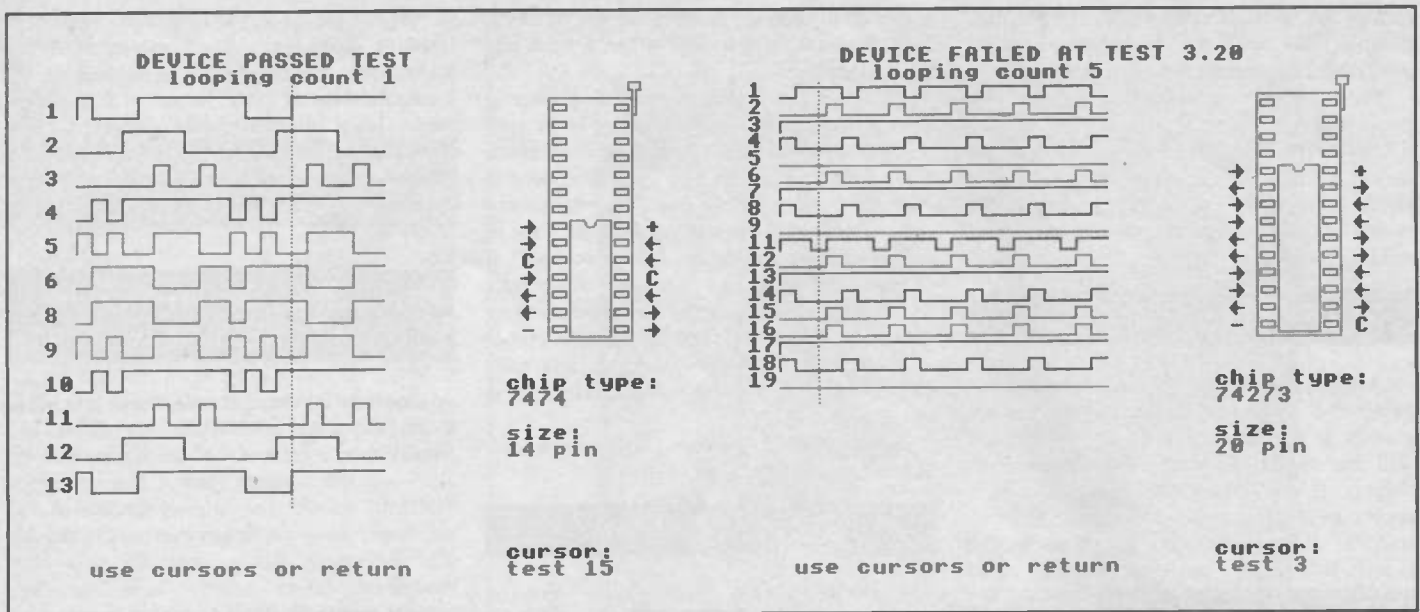 DEVICE PASSED TEST
looping count 1
1
2
3
4
5
6
8
9
10
11
12
13
C
C
+
-
chip type:
7474
size:
14 pin
cursor:
test 15
use cursors or return
DEVICE FAILED AT TEST 3.20
looping count 5
1
2
3
4
5
6
7
8
9
11
12
13
14
15
16
17
18
19
+
-
C
chip type:
74273
size:
20 pin
cursor:
test 3
use cursors or return